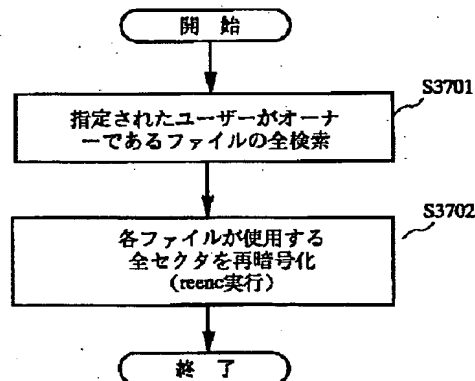 開 始
S3701
指定されたユーザーがオーナ
ーであるファイルの全検索
S3702
各ファイルが使用する
全セクタを再暗号化
(reenc実行)
終 了